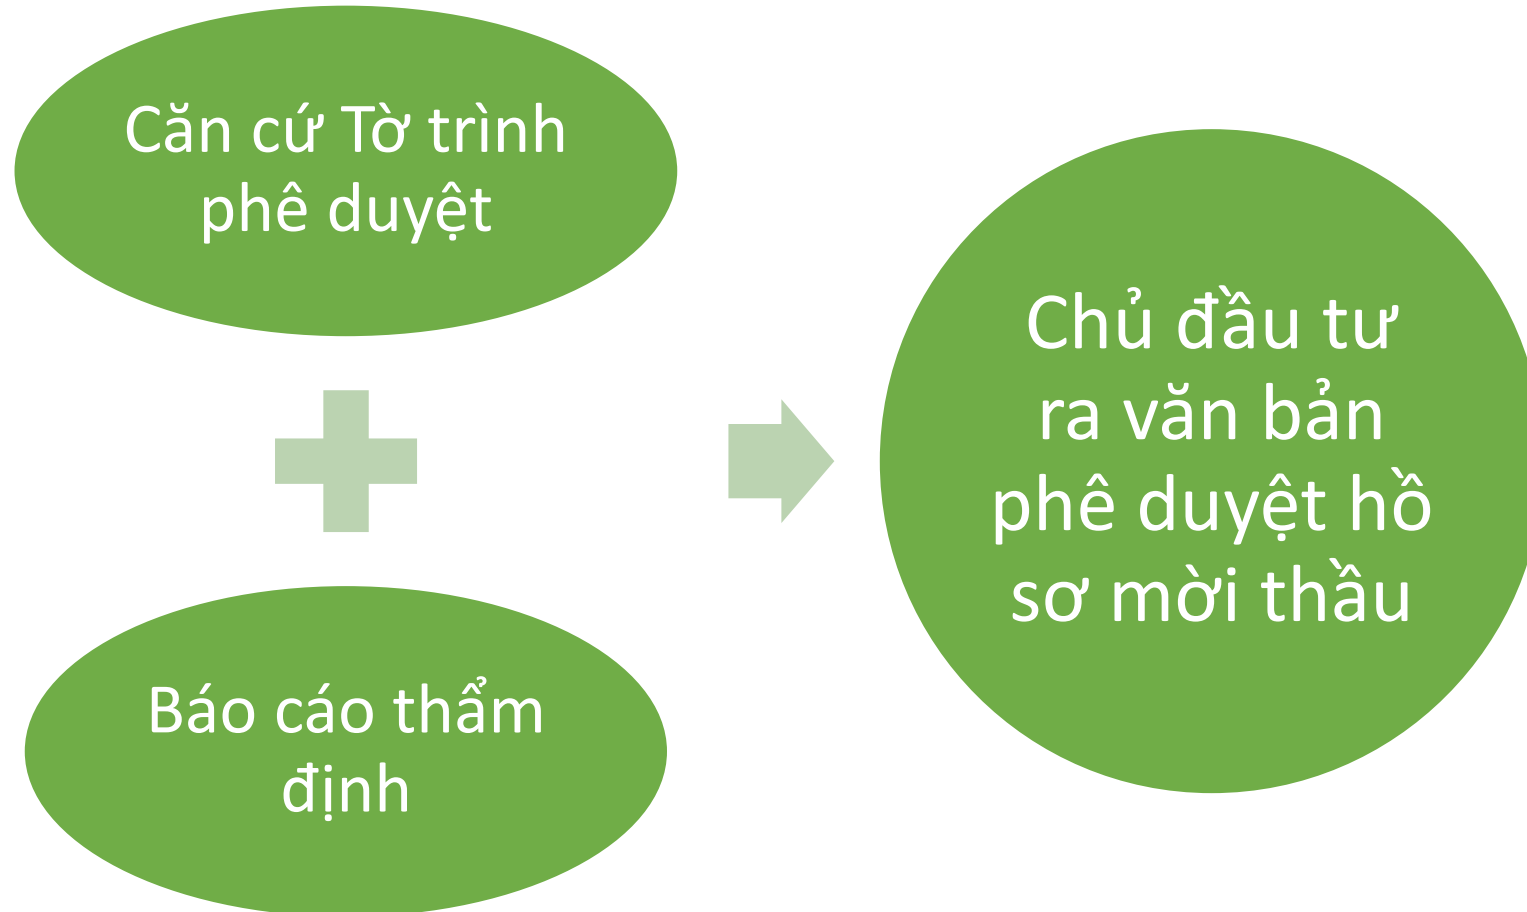 Căn cứ Tờ trình
phê duyệt
Báo cáo thẩm
định
Chủ đầu tư
ra văn bản
phê duyệt hồ
sơ mời thầu